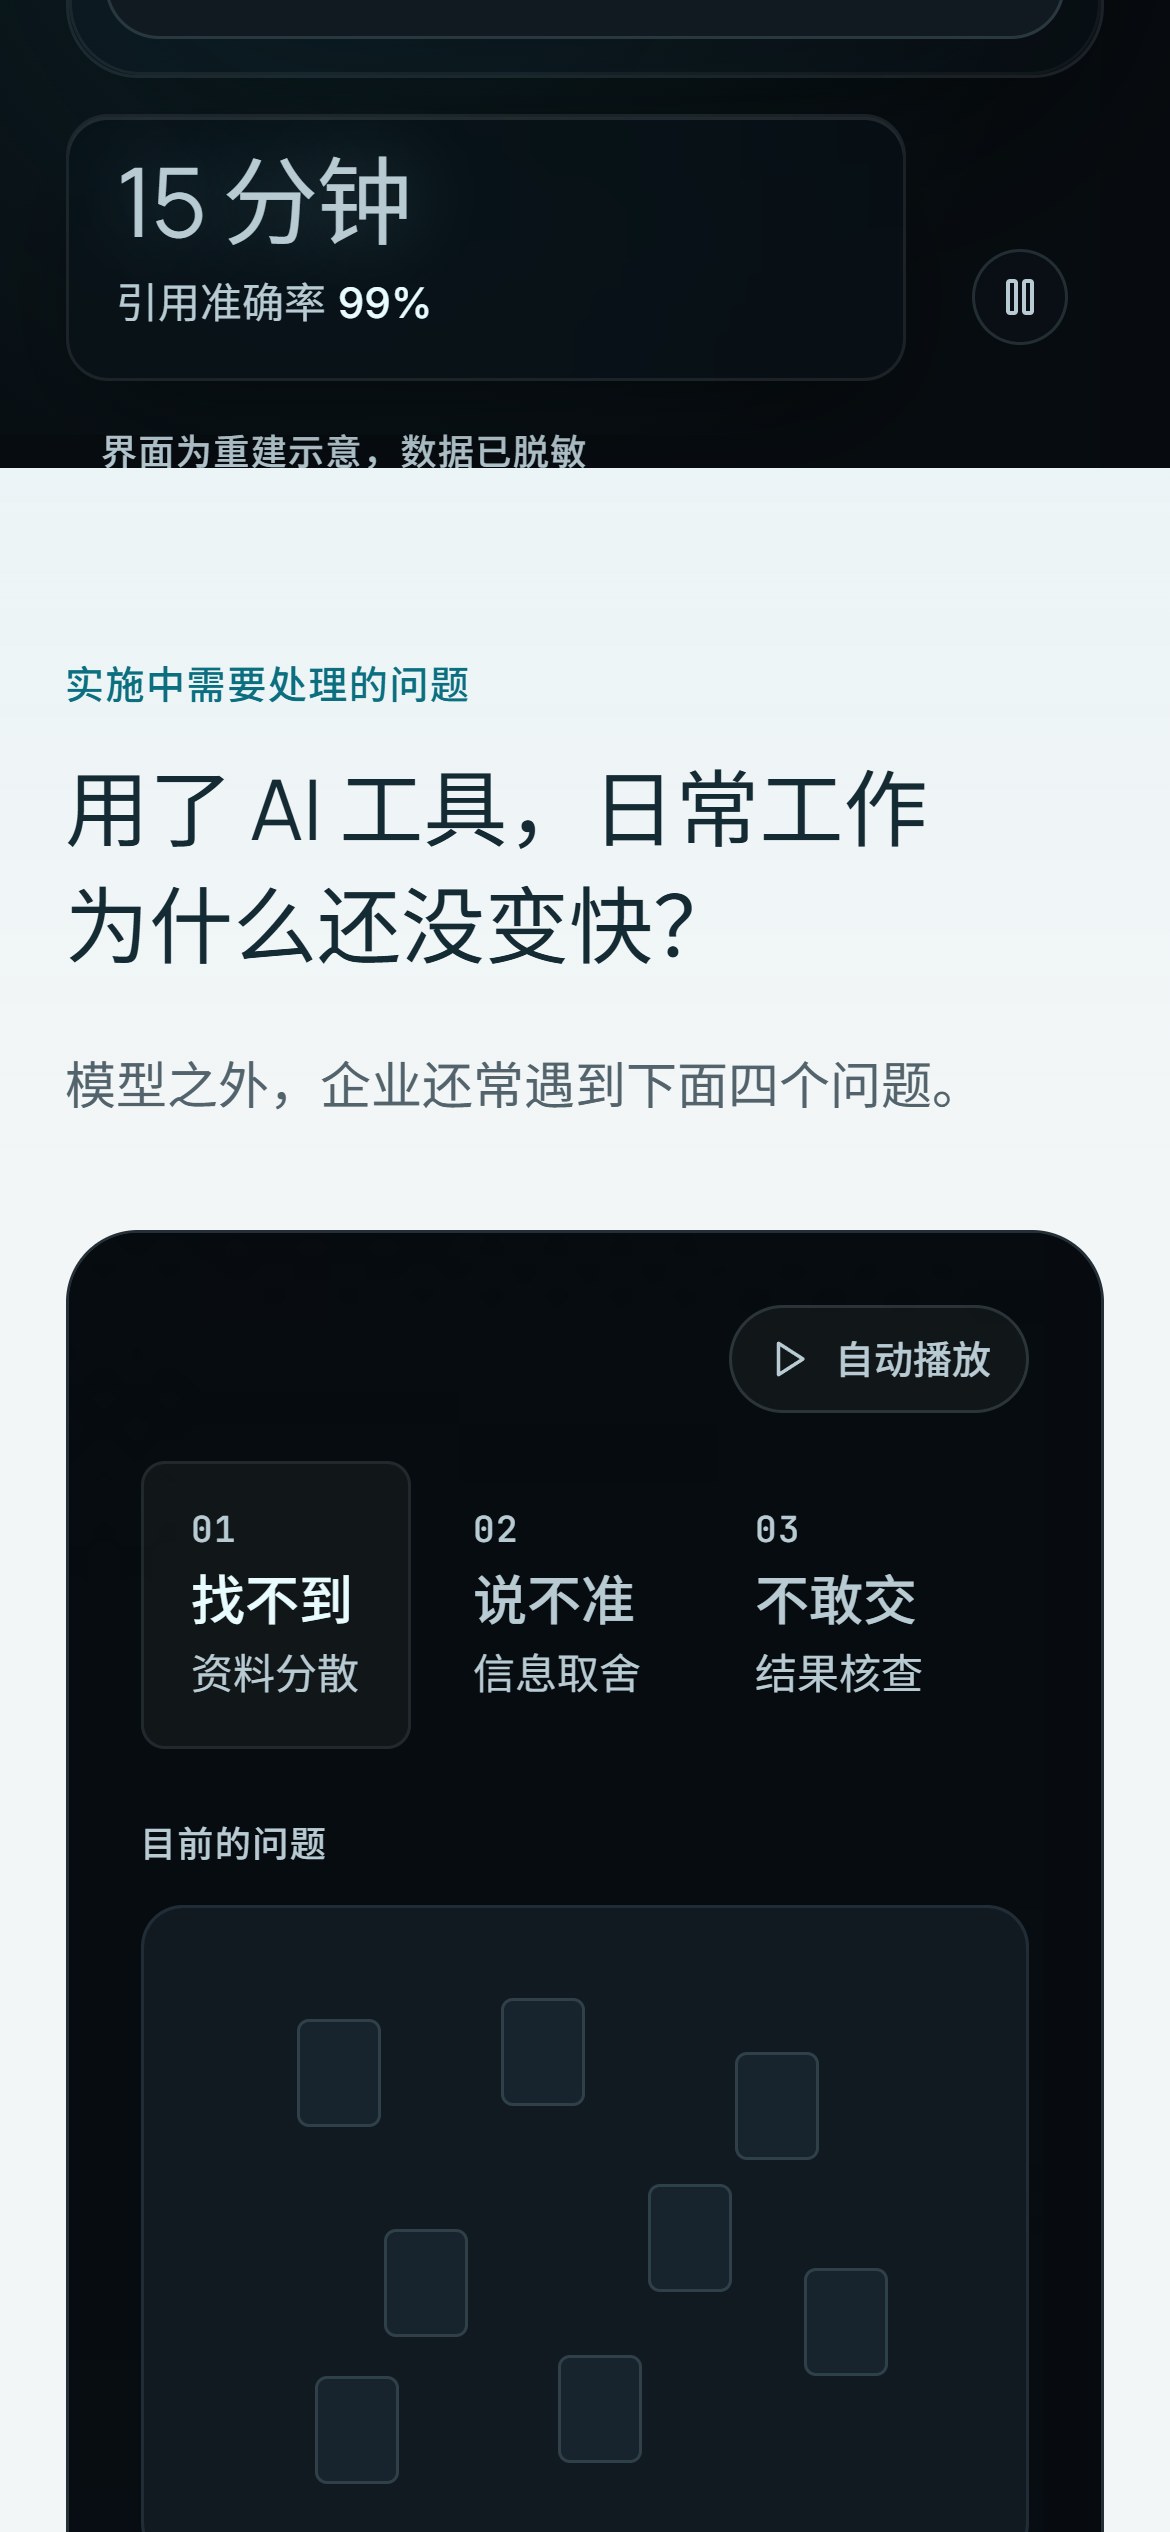 15 分钟
引用准确率 99%
界面为重建示意，数据已脱敏
实施中需要处理的问题
用了 AI 工具，日常工作
为什么还没变快？
模型之外，企业还常遇到下面四个问题。
自动播放
01
找不到
资料分散
02
说不准
信息取舍
03
不敢交
结果核查
目前的问题